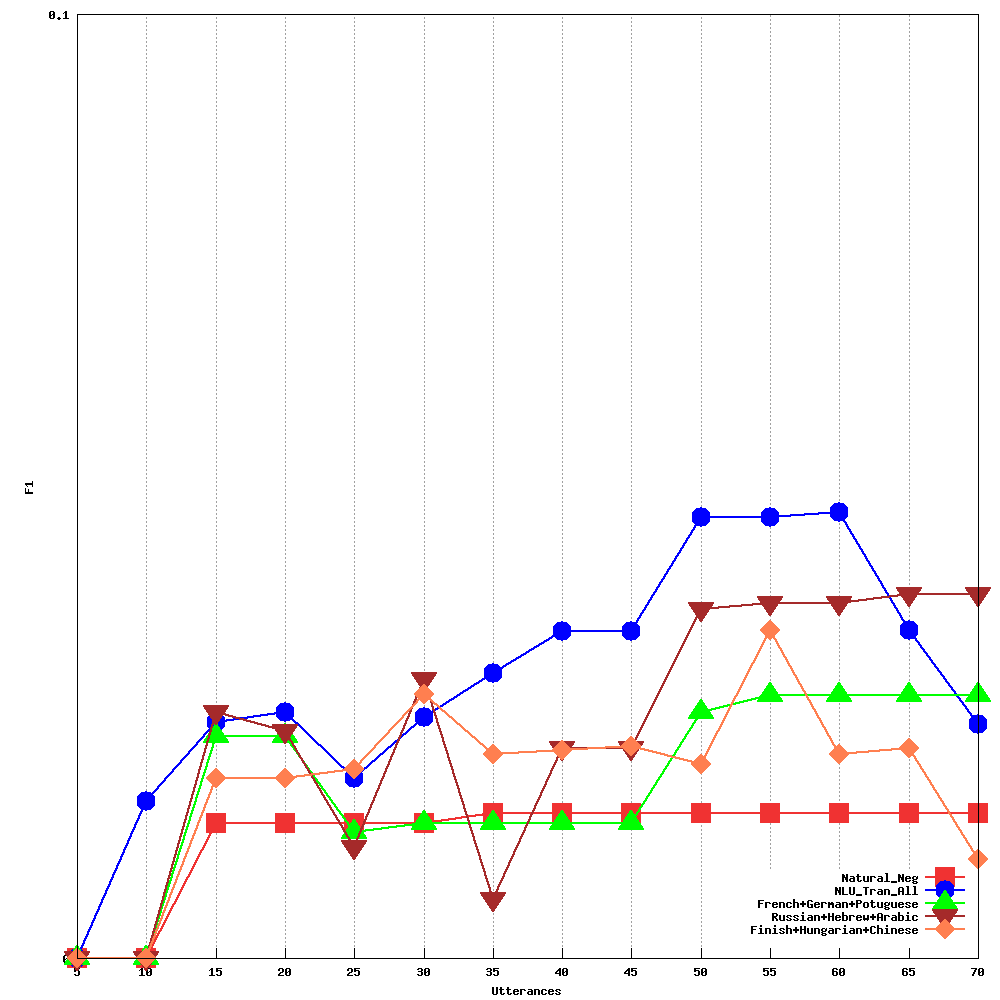 0.1
F1
Natural_Neg
NLU_Tran_All
French+German+Potuguese
Russian+Hebrew+Arabic
Finish+Hungarian+Chinese
0
5 10 15 20 25 30 35 40 45 50 55 60 65 70
Utterances